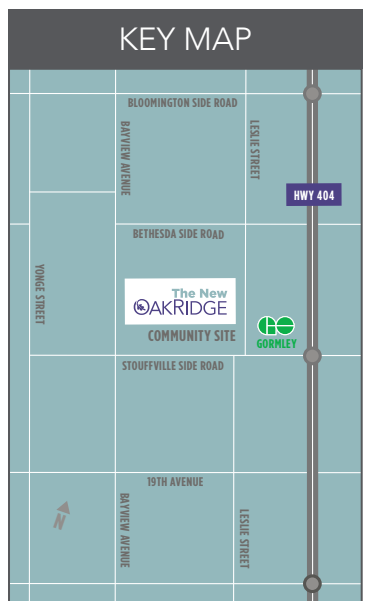 KEY MAP
BLOOMINGTON SIDE ROAD
BAYVIEW AVENUE
LESLIE STREET
HWY 404
BETHESDA SIDE ROAD
YONGE STREET
The New
OAKRIDGE
COMMUNITY SITE
GO
GORMLEY
STOUFFVILLE SIDE ROAD
19TH AVENUE
BAYVIEW AVENUE
LESLIE STREET
N